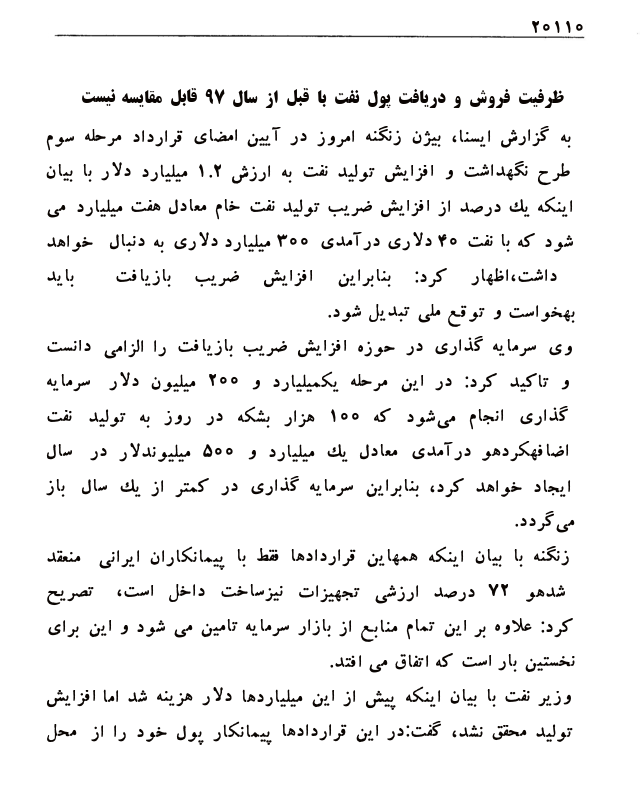 ۲۰۱۱۰
ظرفیت فروش و دریافت پول نفت با قبل از سال ۹۷ قابل مقایسه نیست
به گزارش ایسنا، بیژن زنگنه امروز در آیین امضای قرارداد مرحله سوم
طرح نگهداشت و افزایش تولید نفت به ارزش ۱.۲ میلیارد دلار با بیان
اینکه یك درصد از افزایش ضریب تولید نفت خام معادل هفت میلیارد می
شود که با نفت ۴۰ دلاری درآمدی ۳۰۰ میلیارد دلاری به دنبال خواهد
داشت،اظهار کرد: بنابراین افزایش ضریب بازیافت باید
بهخواست و توقع ملی تبدیل شود.
وی سرمایه گذاری در حوزه افزایش ضریب بازیافت را الزامی دانست
و تاکید کرد: در این مرحله یکمیلیارد و ۲۰۰ میلیون دلار سرمایه
گذاری انجام می‌شود که ۱۰۰ هزار بشکه در روز به تولید نفت
اضافهکردهو درآمدی معادل یك میلیارد و ۵۰۰ میلیوندلار در سال
ایجاد خواهد کرد، بنابراین سرمایه گذاری در کمتر از یك سال باز
می‌گردد.
زنگنه با بیان اینکه همهاین قراردادها فقط با پیمانکاران ایرانی منعقد
شدهو ۷۲ درصد ارزشی تجهیزات نیزساخت داخل است، تصریح
کرد: علاوه بر این تمام منابع از بازار سرمایه تامین می شود و این برای
نخستین بار است که اتفاق می افتد.
وزیر نفت با بیان اینکه پیش از این میلیاردها دلار هزینه شد اما افزایش
تولید محقق نشد، گفت:در این قراردادها پیمانکار پول خود را از محل